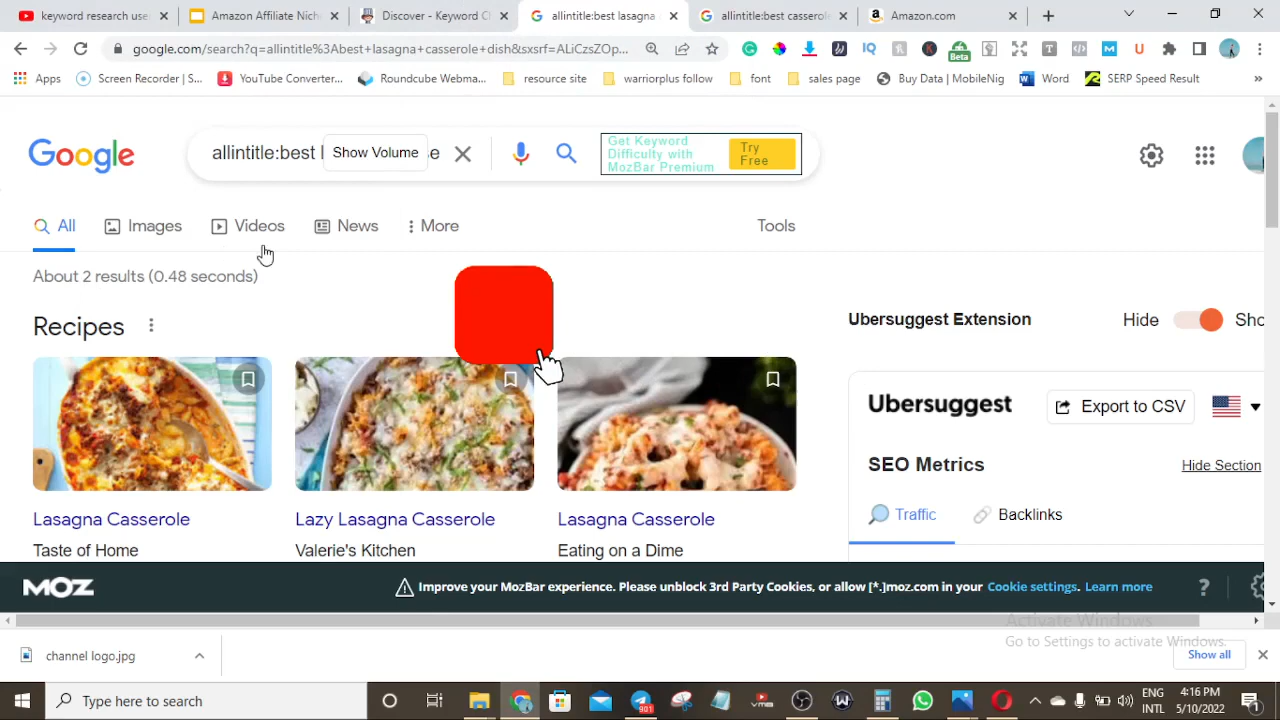 keyword research use
Amazon Affiliate Nich
Discover - Keyword C
allintitle:best lasagna
allintitle:best casserole
Amazon.com
google.com/search?q=allintitle%3Abest+lasagna+casserole+dish&sxsrf=ALiCzsZOp...
Apps
Screen Recorder | S...
YouTube Converter...
Roundcube Webma...
resource site
warriorplus follow
font
sales page
Buy Data | MobileNig
Word
SERP Speed Result
»
Beta
Google
allintitle:best l
Show Volume
e
Get Keyword
Difficulty with
MozBar Premium
Try
Free
All
Images
Videos
News
More
Tools
About 2 results (0.48 seconds)
Recipes
Ubersuggest Extension
Hide
Sho
Ubersuggest
Export to CSV
SEO Metrics
Hide Section
Traffic
Backlinks
Lasagna Casserole
Taste of Home
Lazy Lasagna Casserole
Valerie's Kitchen
Lasagna Casserole
Eating on a Dime
MOZ
Improve your MozBar experience. Please unblock 3rd Party Cookies, or allow [*.]moz.com in your Cookie settings. Learn more
?
Activate Windows
Go to Settings to activate Windows.
channel logo.jpg
Show all
Type here to search
901
ENG
INTL
4:16 PM
5/10/2022
1